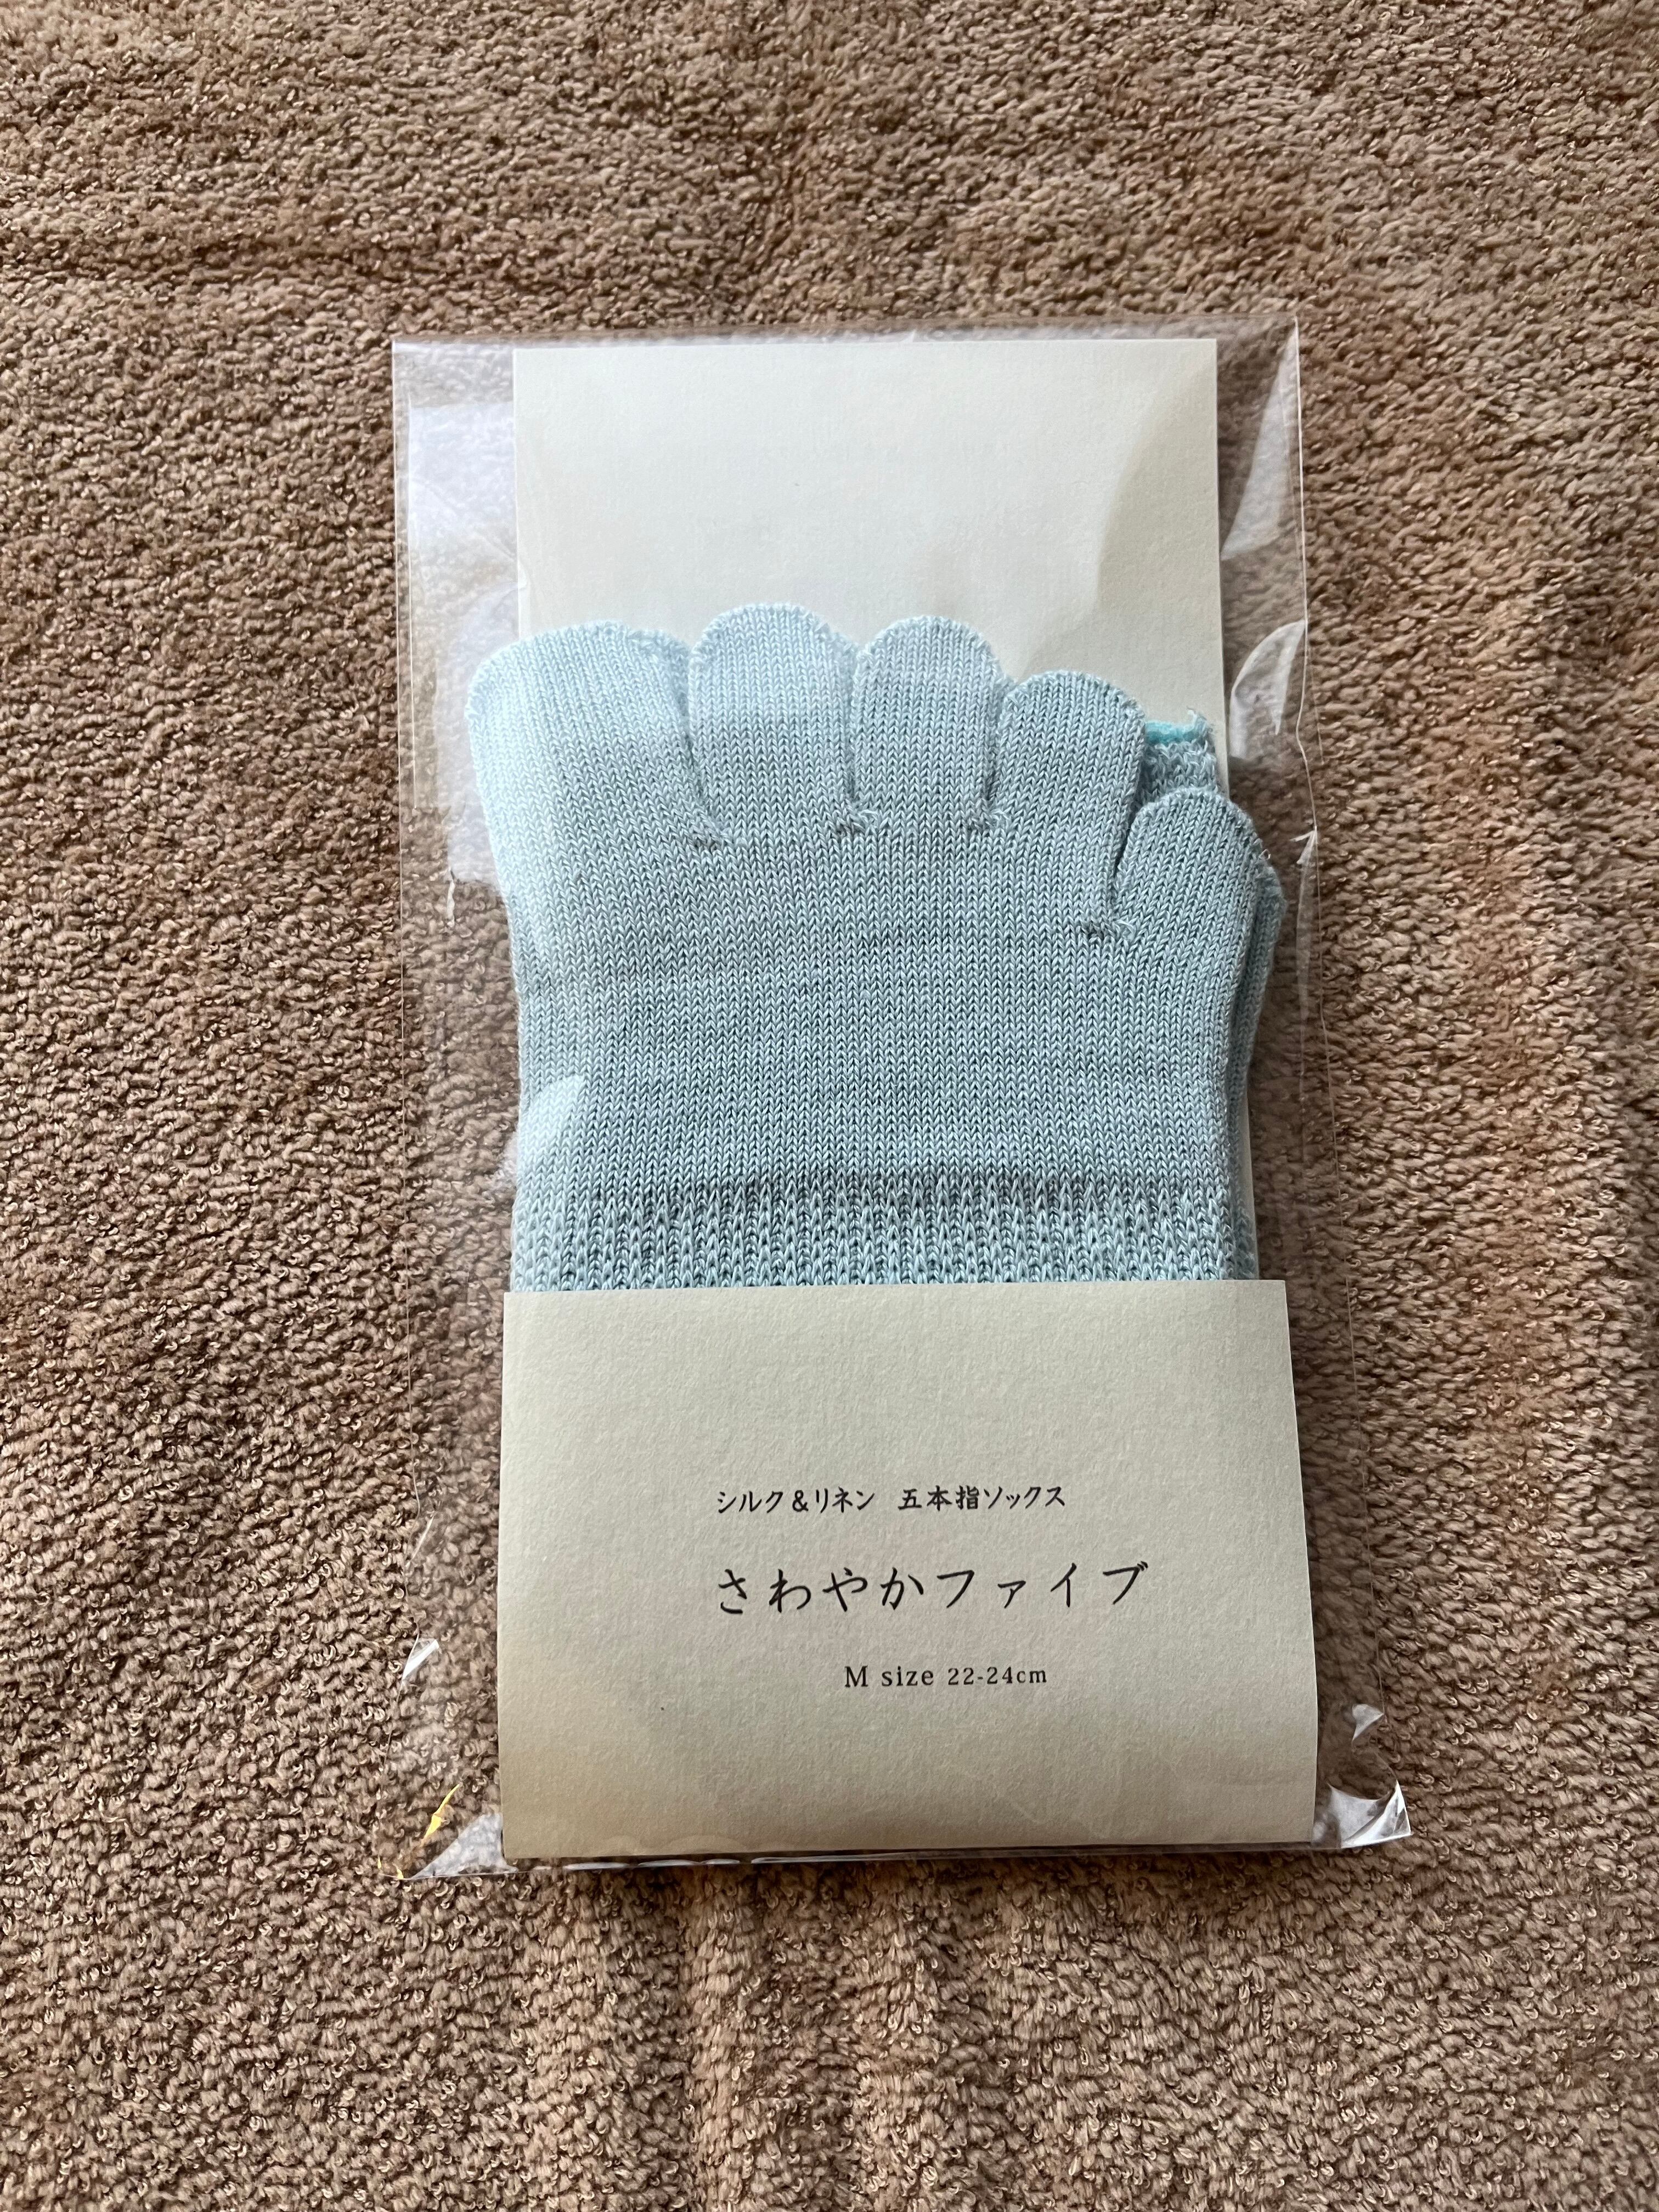 シルク&リネン 五本指ソックス
さわやかファイブ
M size 22-24cm